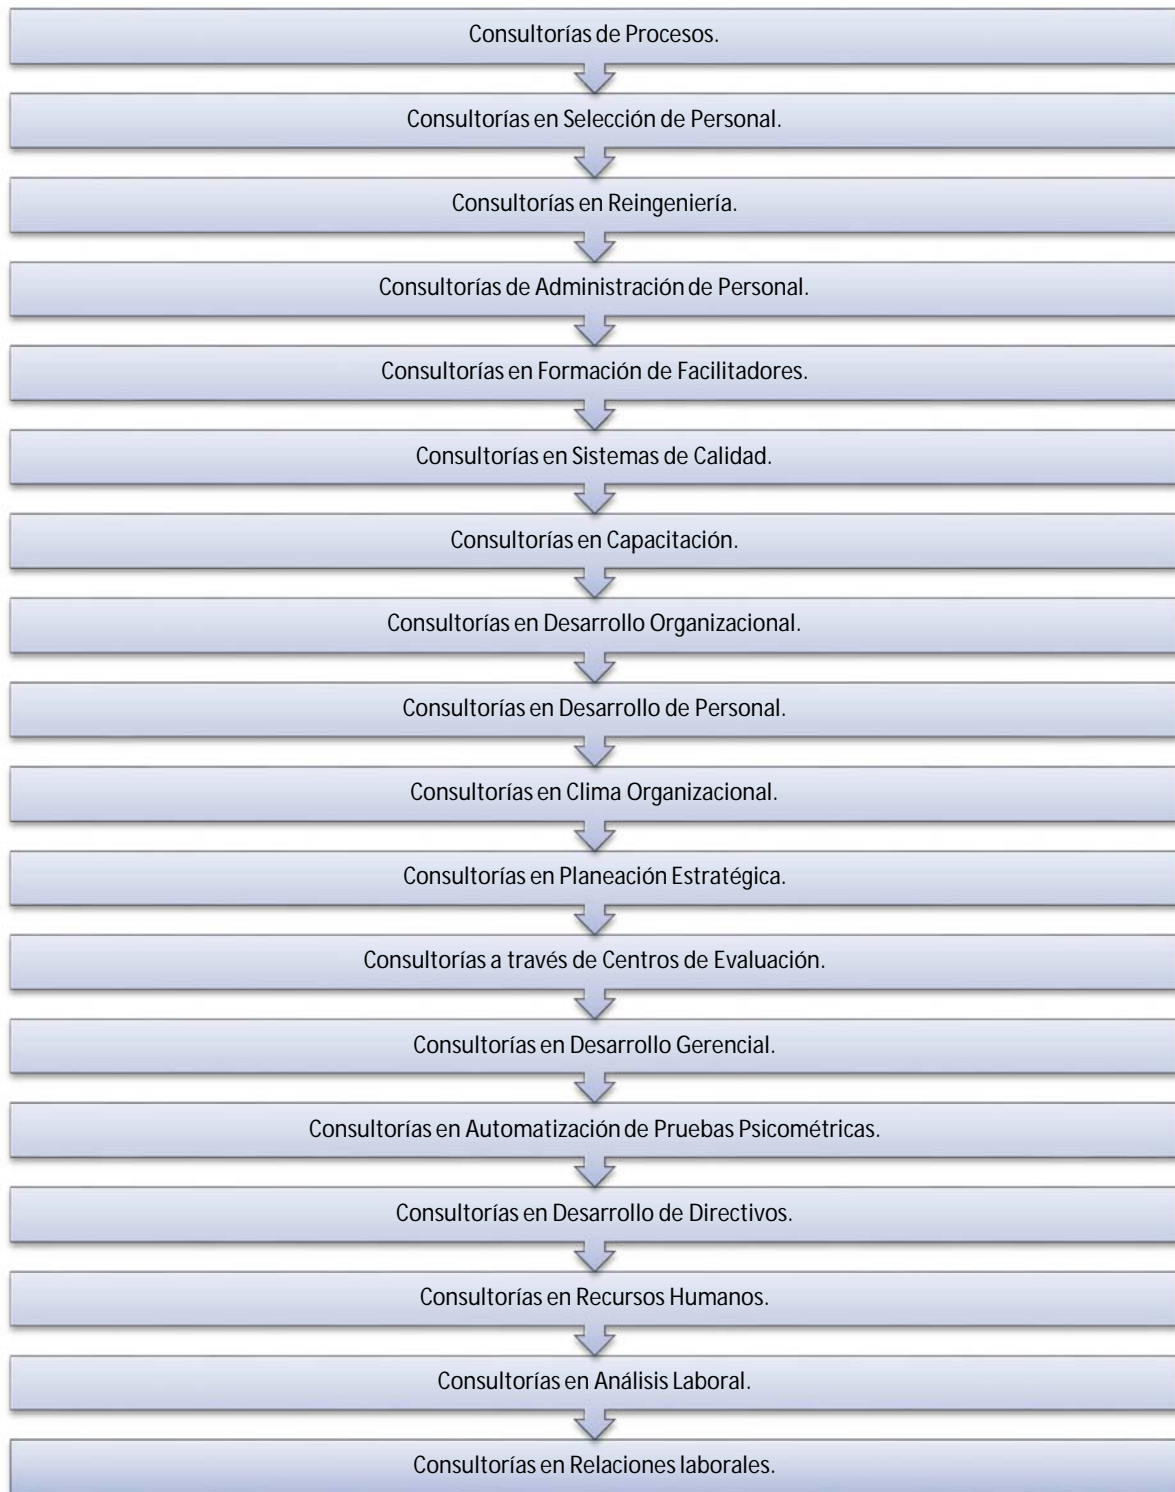 Consultorías de Procesos.
Consultorías en Selección de Personal.
Consultorías en Reingeniería.
Consultorías de Administración de Personal.
Consultorías en Formación de Facilitadores.
Consultorías en Sistemas de Calidad.
Consultorías en Capacitación.
Consultorías en Desarrollo Organizacional.
Consultorías en Desarrollo de Personal.
Consultorías en Clima Organizacional.
Consultorías en Planeación Estratégica.
Consultorías a través de Centros de Evaluación.
Consultorías en Desarrollo Gerencial.
Consultorías en Automatización de Pruebas Psicométricas.
Consultorías en Desarrollo de Directivos.
Consultorías en Recursos Humanos.
Consultorías en Análisis Laboral.
Consultorías en Relaciones laborales.